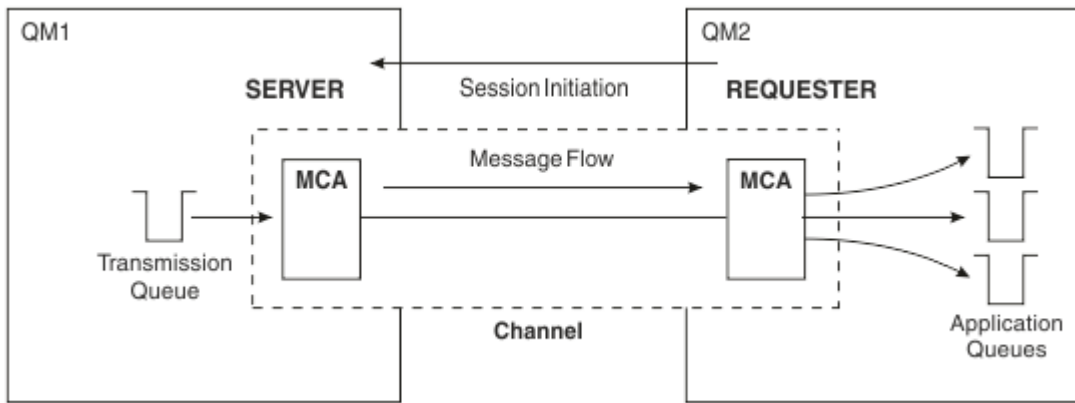 QM1
QM2
Session Initiation
SERVER
REQUESTER
Message Flow
MCA
MCA
Transmission
Queue
Channel
Application
Queues